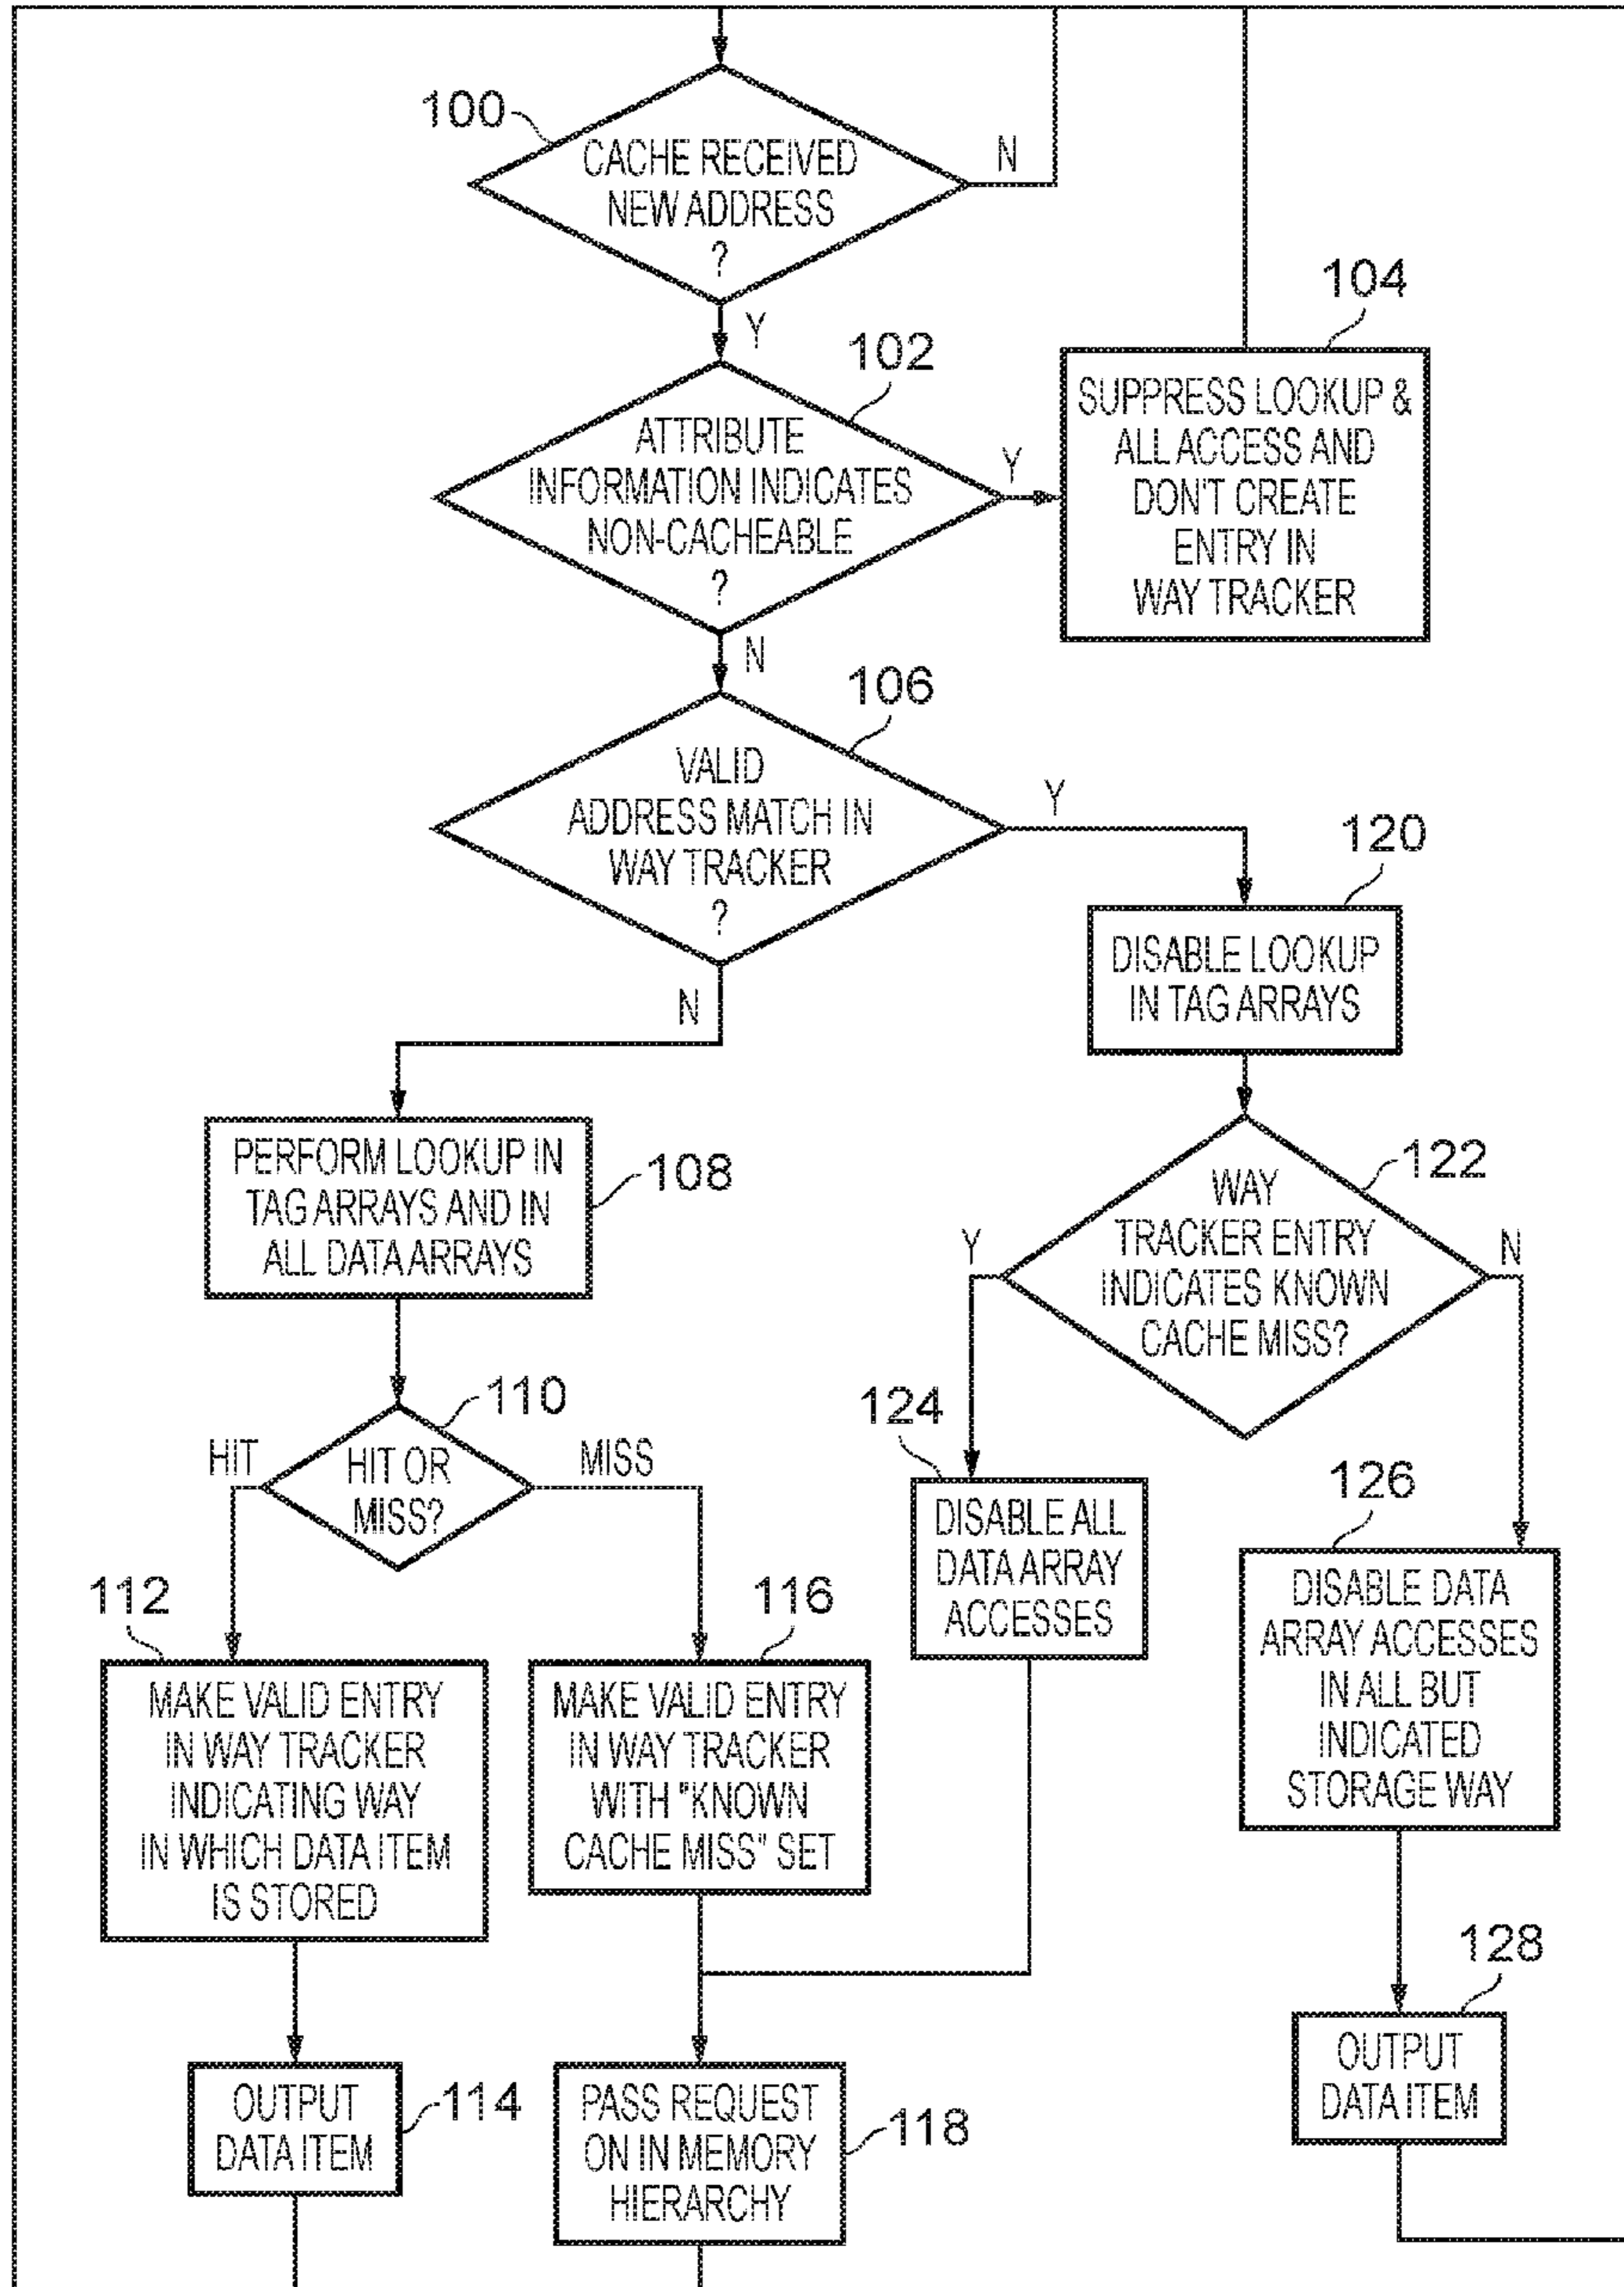 100
CACHE RECEIVED
NEW ADDRESS
?
N
Y
102
ATTRIBUTE
INFORMATION INDICATES
NON-CACHEABLE
?
Y
N
104
SUPPRESS LOOKUP &
ALL ACCESS AND
DON'T CREATE
ENTRY IN
WAY TRACKER
106
VALID
ADDRESS MATCH IN
WAY TRACKER
?
Y
N
120
DISABLE LOOKUP
IN TAG ARRAYS
PERFORM LOOKUP IN
TAG ARRAYS AND IN
ALL DATA ARRAYS
108
122
WAY
TRACKER ENTRY
INDICATES KNOWN
CACHE MISS?
Y
N
110
HIT
HIT OR
MISS?
MISS
124
DISABLE ALL
DATA ARRAY
ACCESSES
126
DISABLE DATA
ARRAY ACCESSES
IN ALL BUT
INDICATED
STORAGE WAY
112
MAKE VALID ENTRY
IN WAY TRACKER
INDICATING WAY
IN WHICH DATA ITEM
IS STORED
116
MAKE VALID ENTRY
IN WAY TRACKER
WITH "KNOWN
CACHE MISS" SET
128
OUTPUT
DATA ITEM
OUTPUT
DATA ITEM
114
PASS REQUEST
ON IN MEMORY
HIERARCHY
118